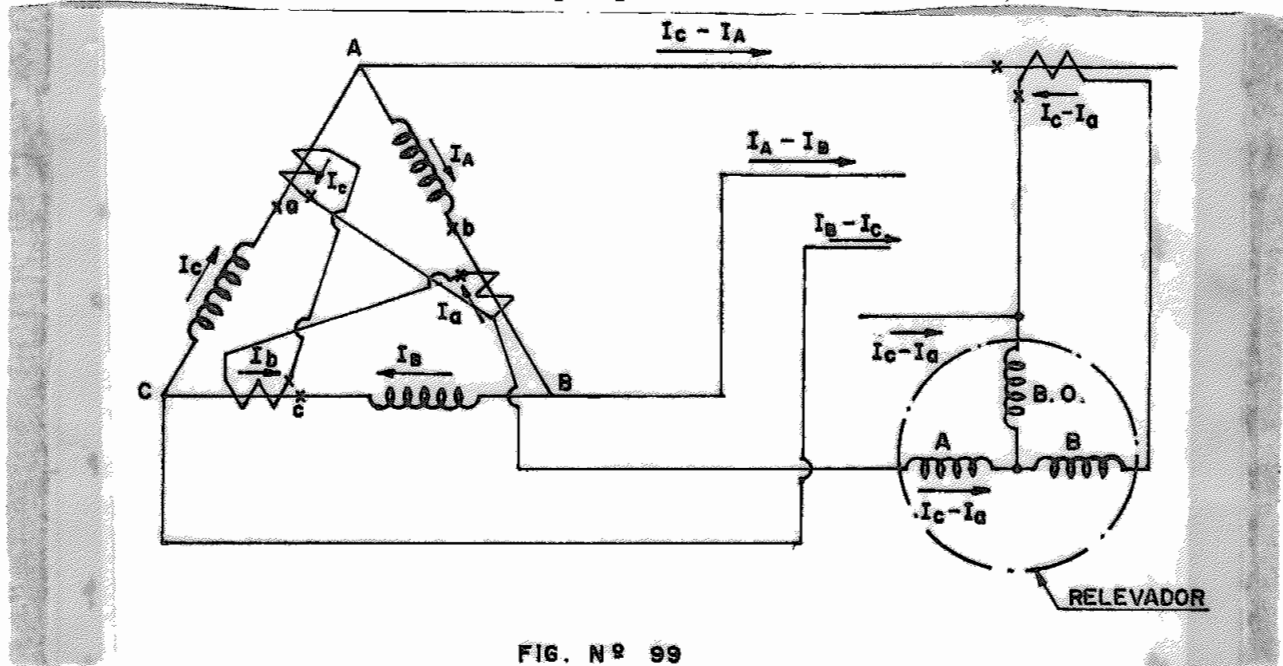 Ic – IA
A
Ic–Ia
IA
IA – IB
Ic
a
b
IB–Ic
Ic
Ia
Ic–Ia
Ib
IB
C
B
c
B.O.
A
B
Ic–Ia
RELEVADOR
FIG. Nº 99